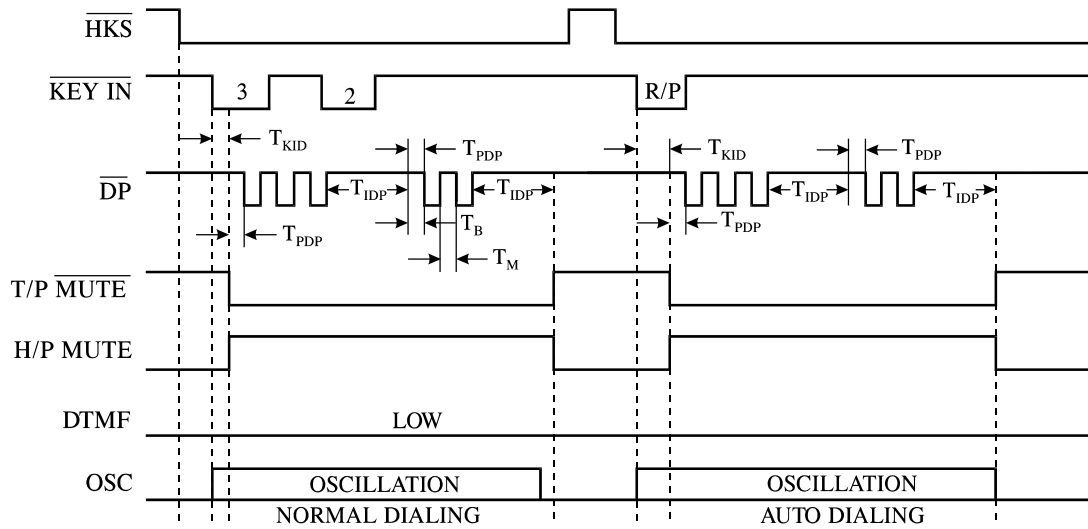 HKS
KEY IN 3 2 R/P
T_KID T_PDP T_KID T_PDP
DP T_IDP T_IDP T_IDP T_IDP
T_PDP T_B T_PDP
T_M
T/P MUTE
H/P MUTE
DTMF LOW
OSC OSCILLATION OSCILLATION
NORMAL DIALING AUTO DIALING